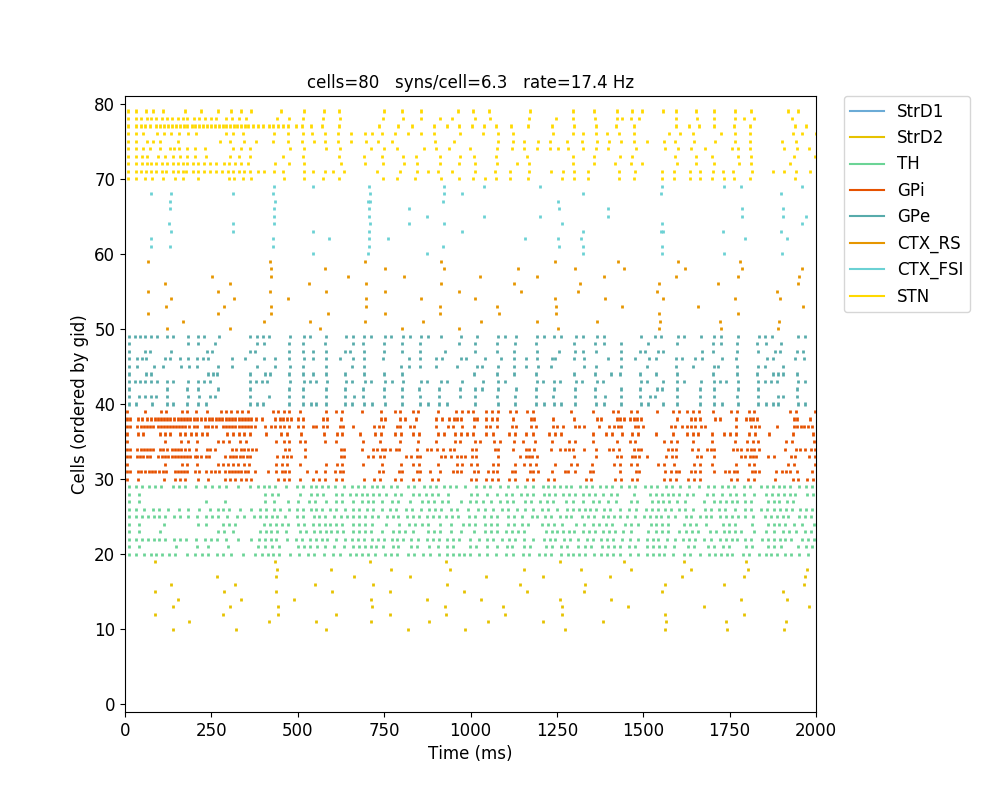 cells=80 syns/cell=6.3 rate=17.4 Hz
80
70
60
50
40
30
20
10
0
Cells (ordered by gid)
0 250 500 750 1000 1250 1500 1750 2000
Time (ms)
StrD1
StrD2
TH
GPi
GPe
CTX_RS
CTX_FSI
STN